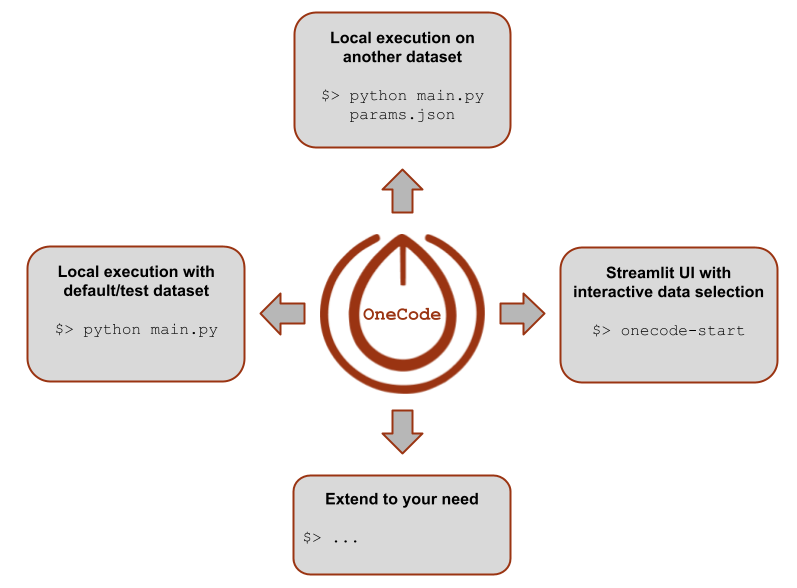 Local execution on
another dataset
$> python main.py
params.json
Local execution with
default/test dataset
$> python main.py
OneCode
Streamlit UI with
interactive data selection
$> onecode-start
Extend to your need
$> ...